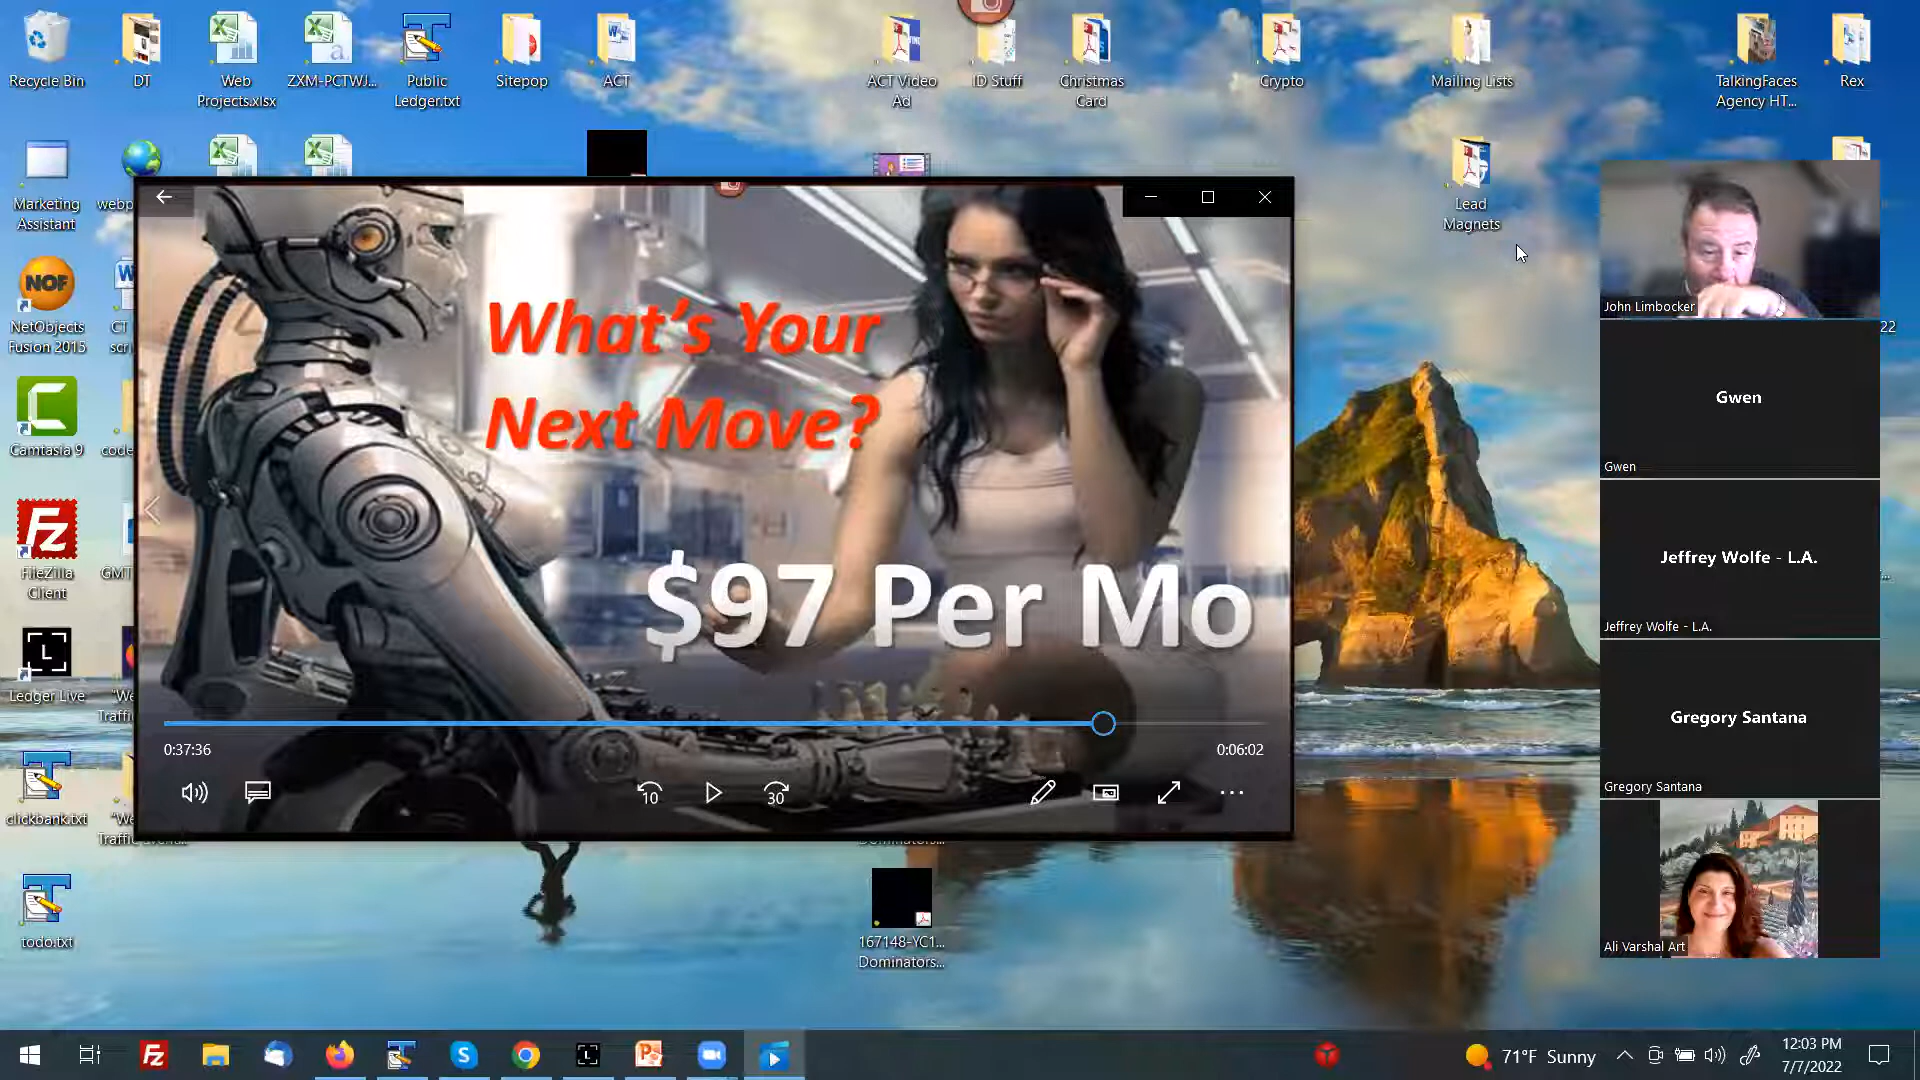 Recycle Bin
DT
Web
Projects.xlsx
ZXM-PCTWJ...
Public
Ledger.txt
Sitepop
ACT
ACT Video
Ad
ID Stuff
Christmas
Card
Crypto
Mailing Lists
TalkingFaces
Agency HT...
Rex
Marketing
Assistant
Lead
Magnets
NOF
NetObjects
Fusion 2015
Camtasia 9
FileZilla
Client
Ledger Live
clickbank.txt
todo.txt
What's Your
Next Move?
$97 Per Mo
0:37:36
0:06:02
10
30
167148-YC1...
Dominators...
John Limbocker
22
Gwen
Gwen
Jeffrey Wolfe - L.A.
Jeffrey Wolfe - L.A.
Gregory Santana
Gregory Santana
Ali Varshal Art
71°F Sunny
12:03 PM
7/7/2022